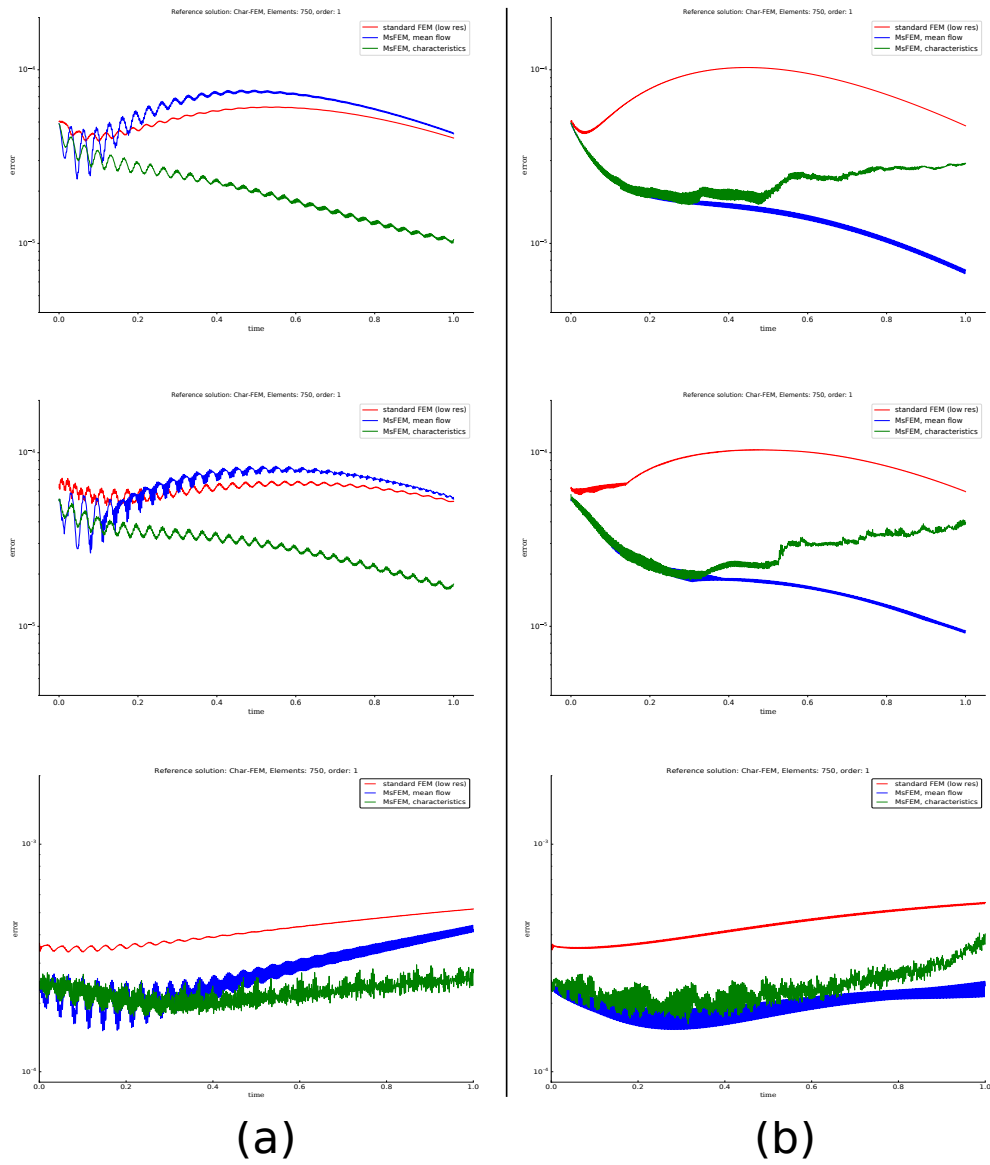 Reference solution: Char-FEM, Elements: 750, order: 1
standard FEM (low res)
MsFEM, mean flow
MsFEM, characteristics
10⁻⁴
10⁻⁵
error
0.0 0.2 0.4 0.6 0.8 1.0
time
Reference solution: Char-FEM, Elements: 750, order: 1
standard FEM (low res)
MsFEM, mean flow
MsFEM, characteristics
10⁻⁴
10⁻⁵
error
0.0 0.2 0.4 0.6 0.8 1.0
time
Reference solution: Char-FEM, Elements: 750, order: 1
standard FEM (low res)
MsFEM, mean flow
MsFEM, characteristics
10⁻⁴
10⁻⁵
error
0.0 0.2 0.4 0.6 0.8 1.0
time
Reference solution: Char-FEM, Elements: 750, order: 1
standard FEM (low res)
MsFEM, mean flow
MsFEM, characteristics
10⁻⁴
10⁻⁵
error
0.0 0.2 0.4 0.6 0.8 1.0
time
Reference solution: Char-FEM, Elements: 750, order: 1
standard FEM (low res)
MsFEM, mean flow
MsFEM, characteristics
10⁻³
10⁻⁴
error
0.0 0.2 0.4 0.6 0.8 1.0
time
Reference solution: Char-FEM, Elements: 750, order: 1
standard FEM (low res)
MsFEM, mean flow
MsFEM, characteristics
10⁻³
10⁻⁴
error
0.0 0.2 0.4 0.6 0.8 1.0
time
(a) (b)